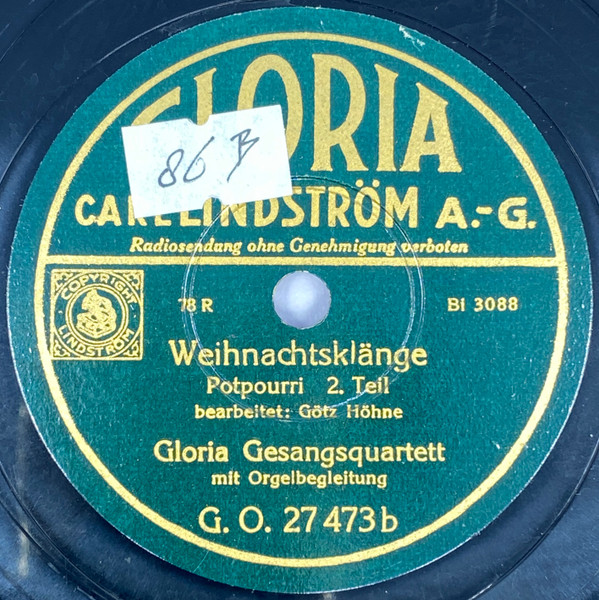 GLORIA
86 B
CARL LINDSTRÖM A.-G.
Radiosendung ohne Genehmigung verboten
COPYRIGHT
LINDSTRÖM
78 R
Bi 3088
Weihnachtsklänge
Potpourri 2. Teil
bearbeitet: Götz Höhne
Gloria Gesangsquartett
mit Orgelbegleitung
G. O. 27 473 b